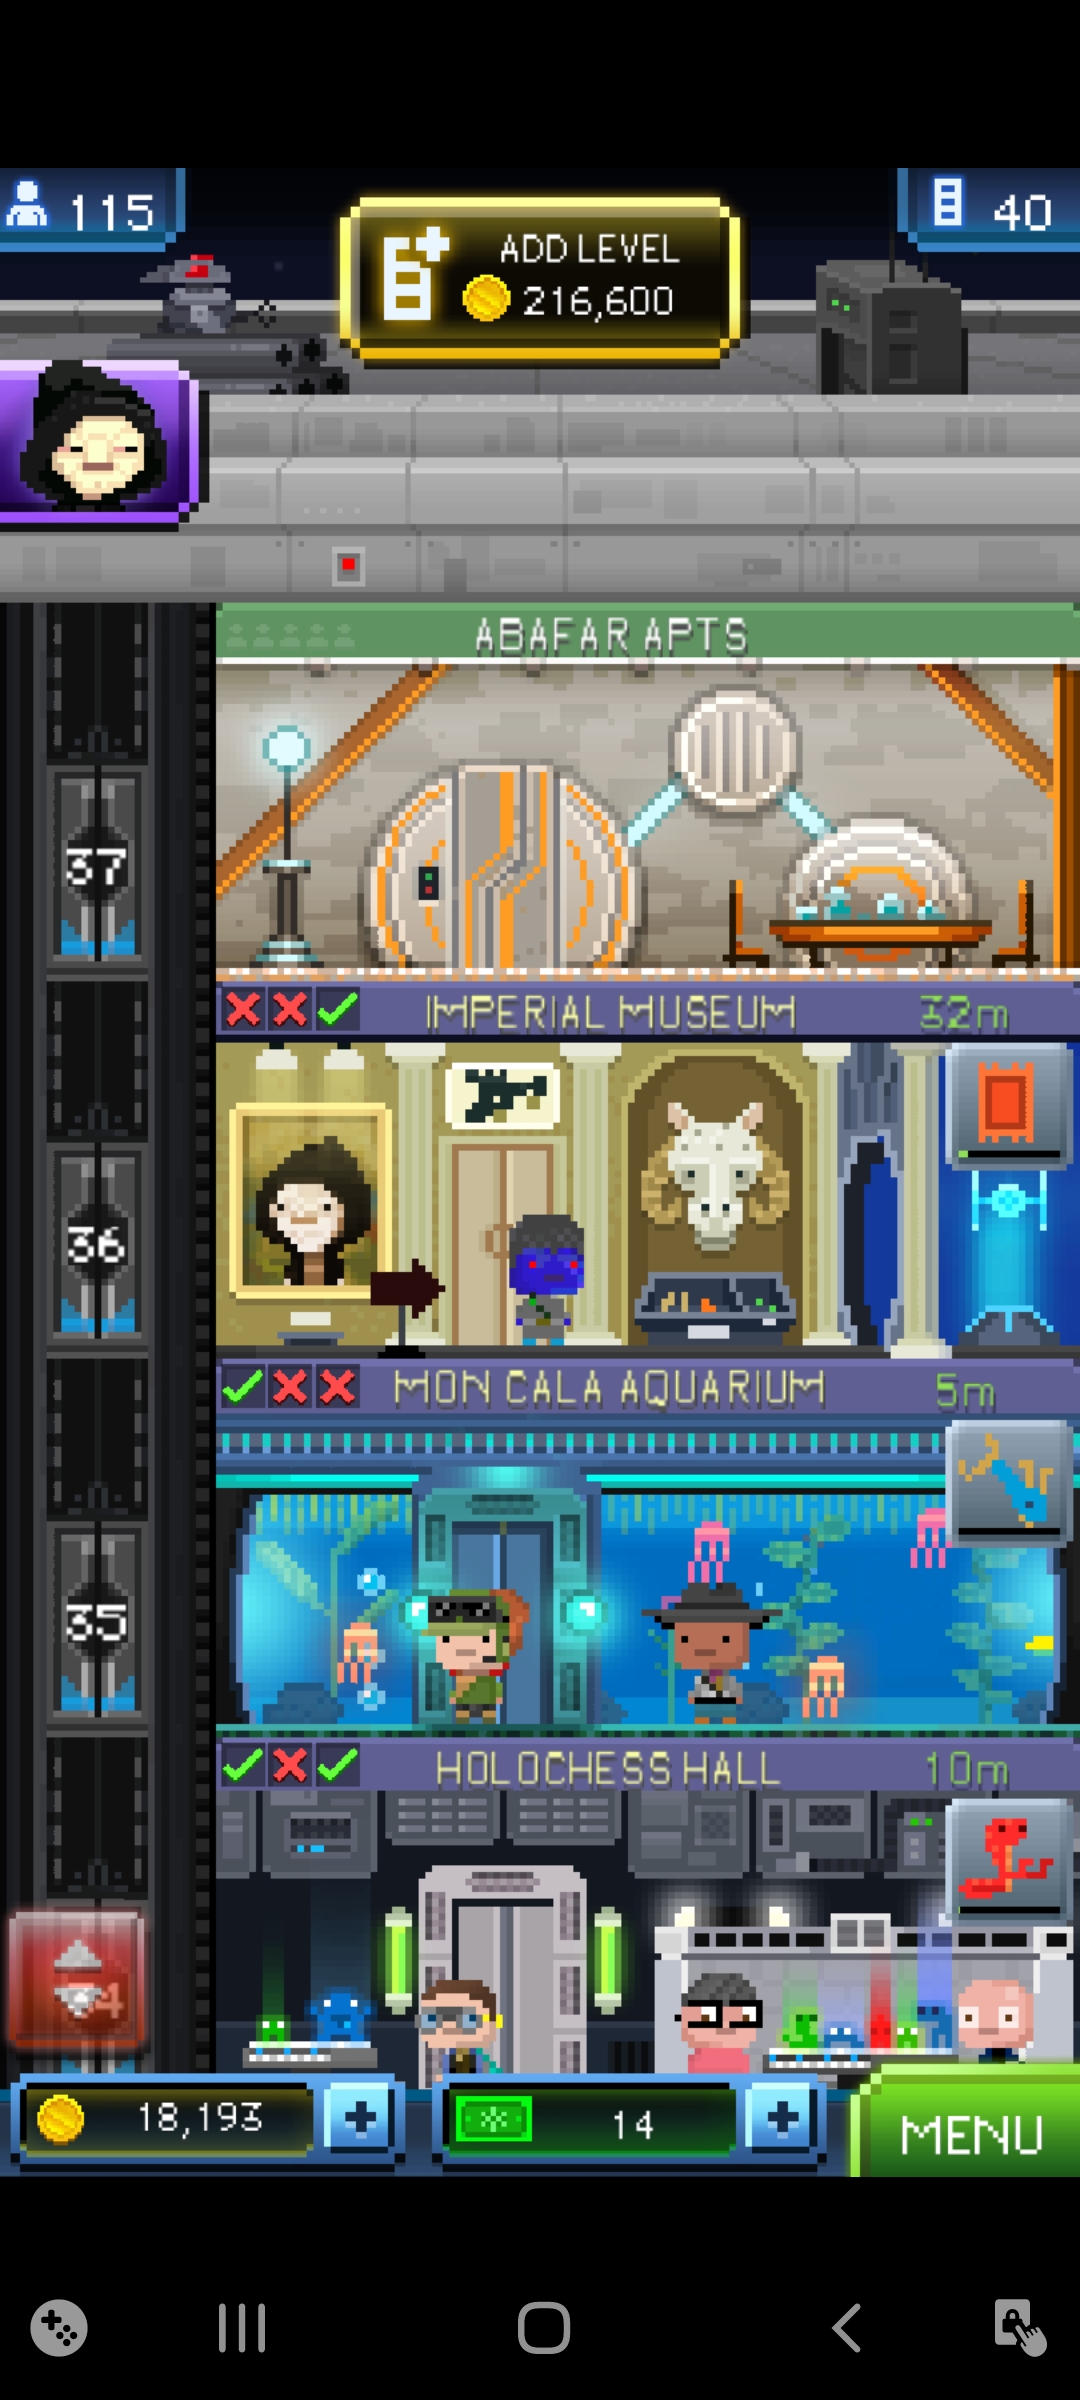 115
ADD LEVEL
216,600
40
ABAFAR APTS
37
IMPERIAL MUSEUM 32m
36
MON CALA AQUARIUM 5m
35
HOLOCHESS HALL 10m
18,193
14
MENU